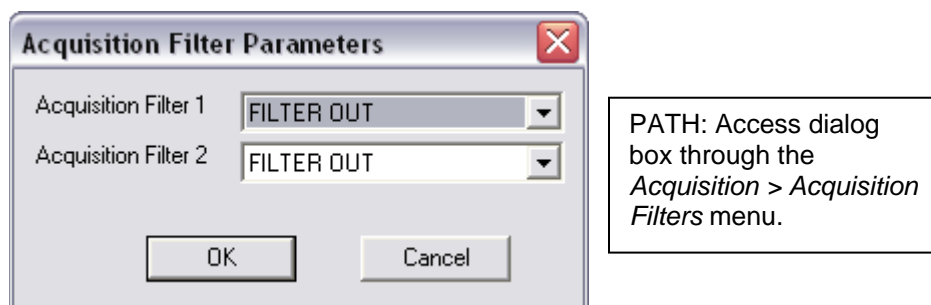 Acquisition Filter Parameters
Acquisition Filter 1
FILTER OUT
Acquisition Filter 2
FILTER OUT
OK
Cancel
PATH: Access dialog
box through the
Acquisition > Acquisition
Filters menu.